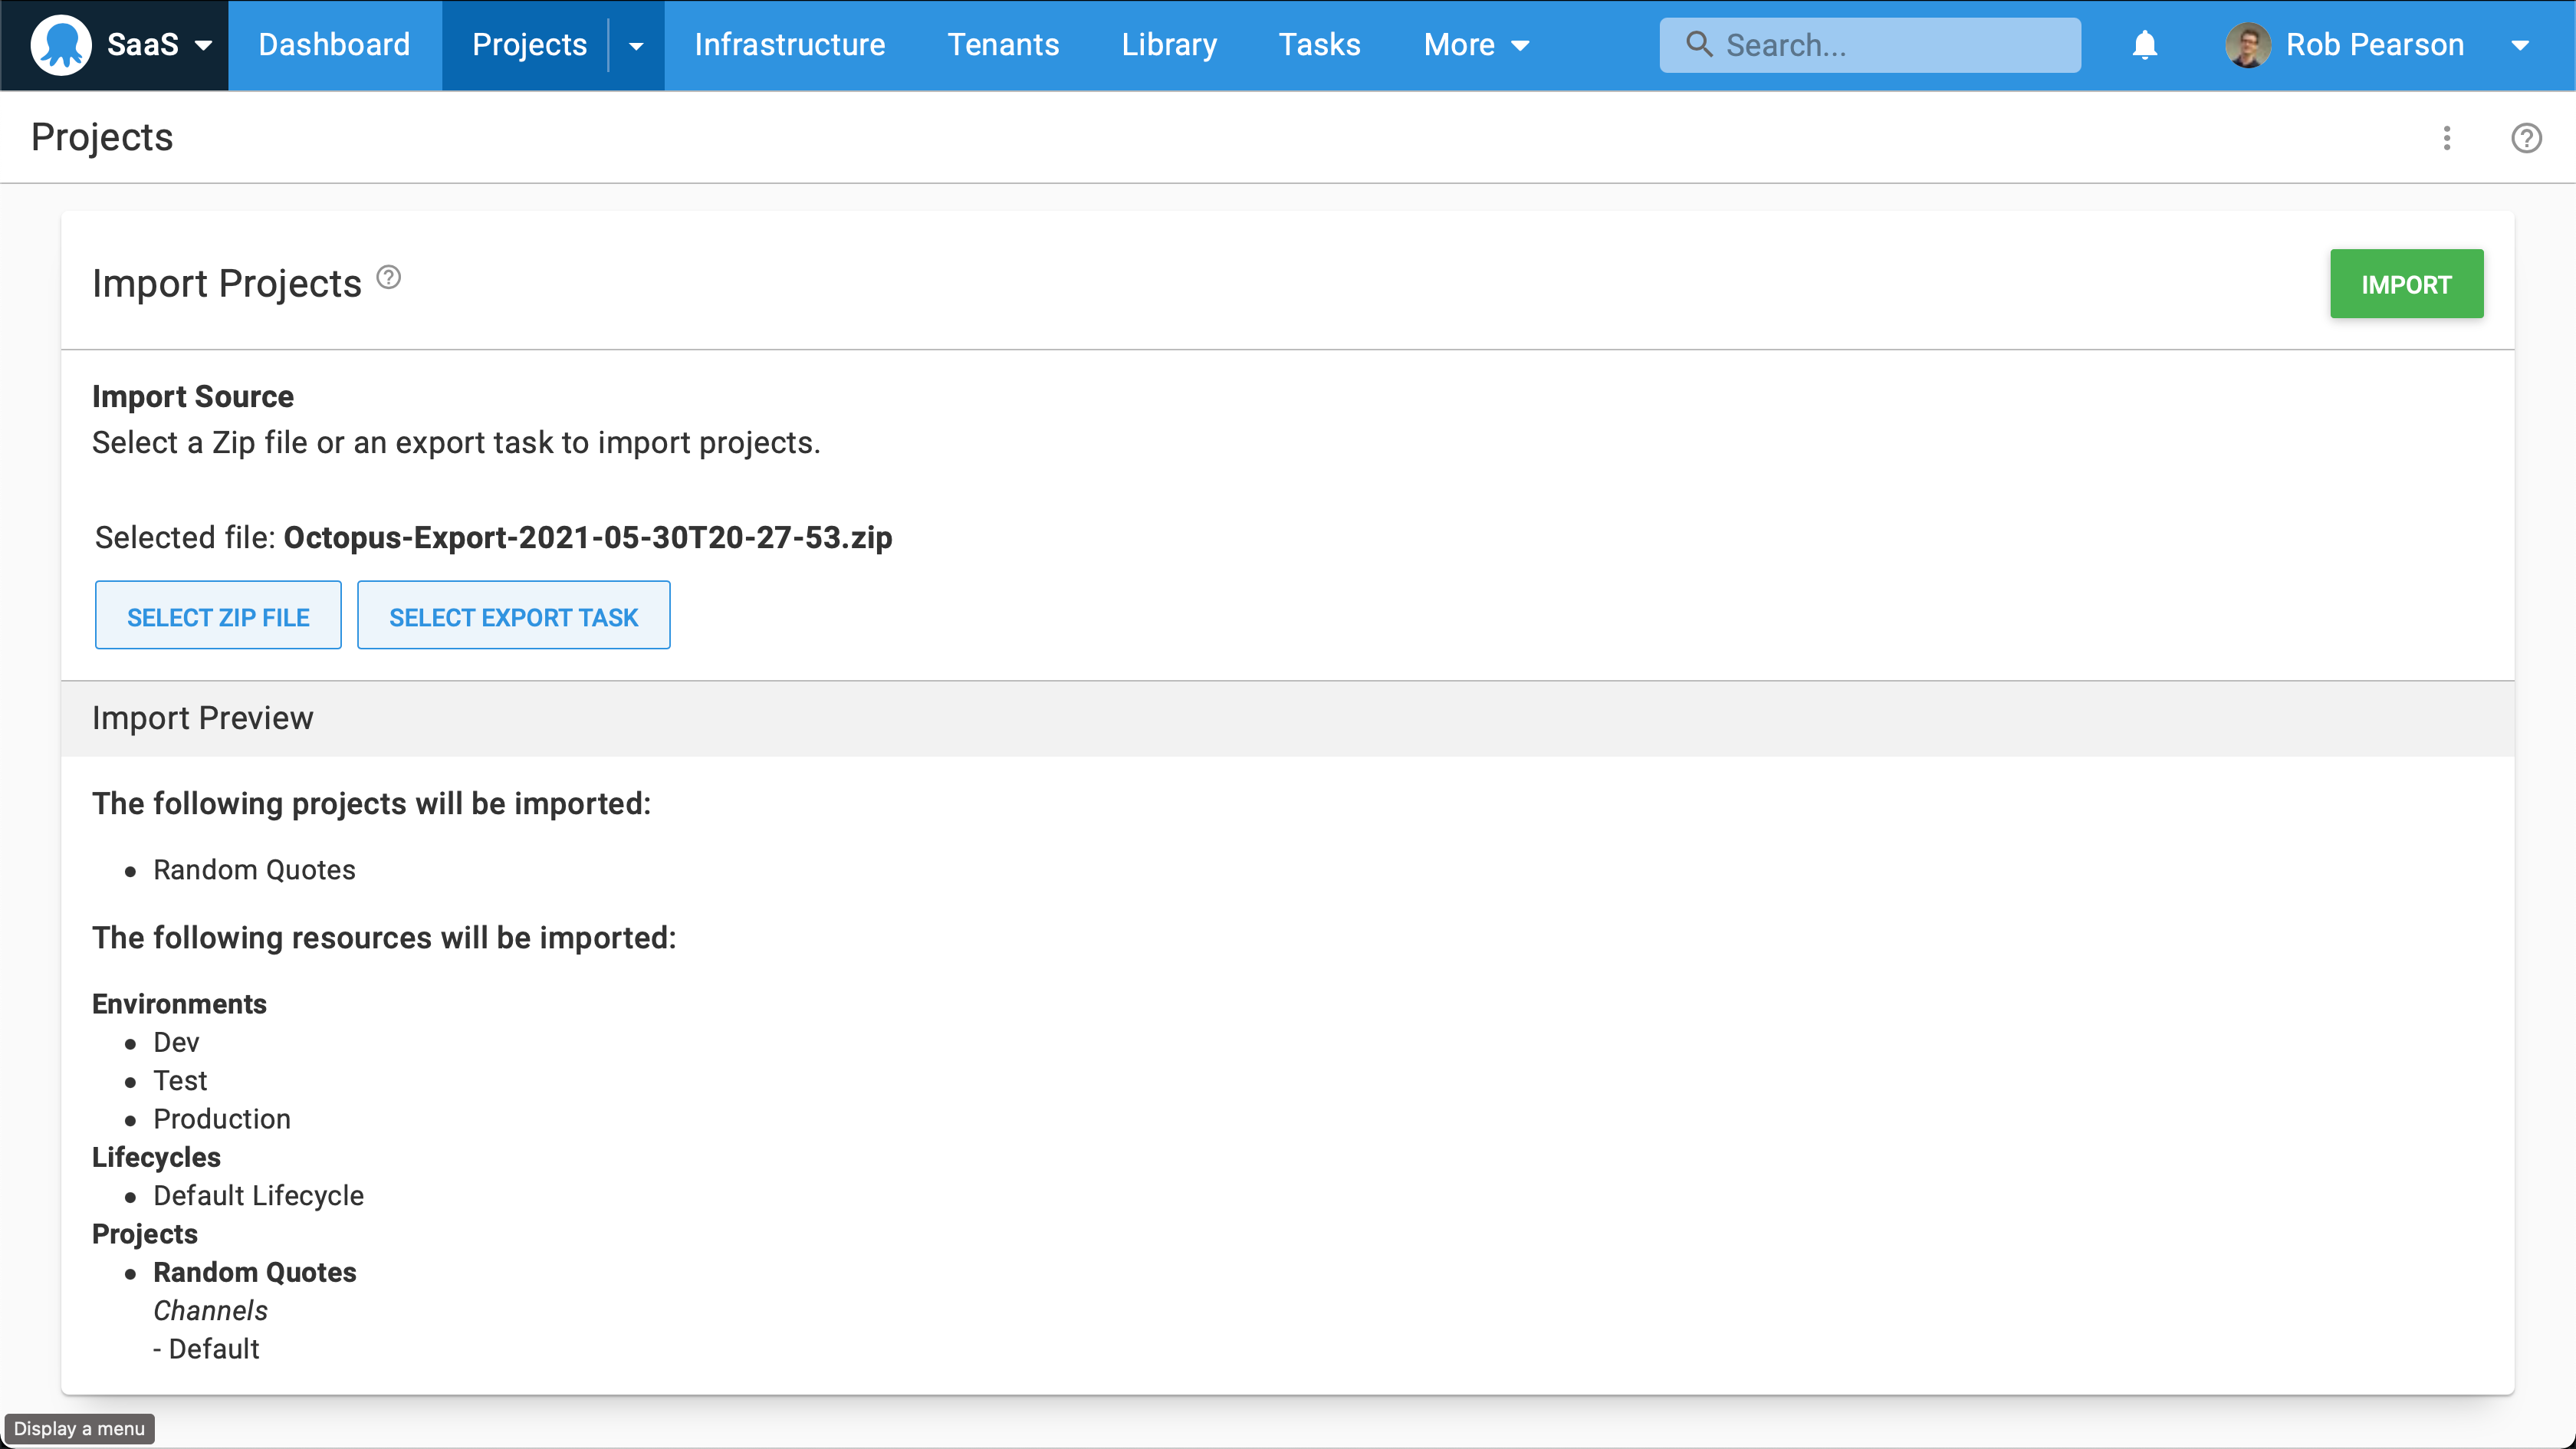 SaaS Dashboard Projects Infrastructure Tenants Library Tasks More Search... Rob Pearson
Projects
Import Projects
IMPORT
Import Source
Select a Zip file or an export task to import projects.
Selected file: Octopus-Export-2021-05-30T20-27-53.zip
SELECT ZIP FILE SELECT EXPORT TASK
Import Preview
The following projects will be imported:
• Random Quotes
The following resources will be imported:
Environments
• Dev
• Test
• Production
Lifecycles
• Default Lifecycle
Projects
• Random Quotes
Channels
- Default
Display a menu